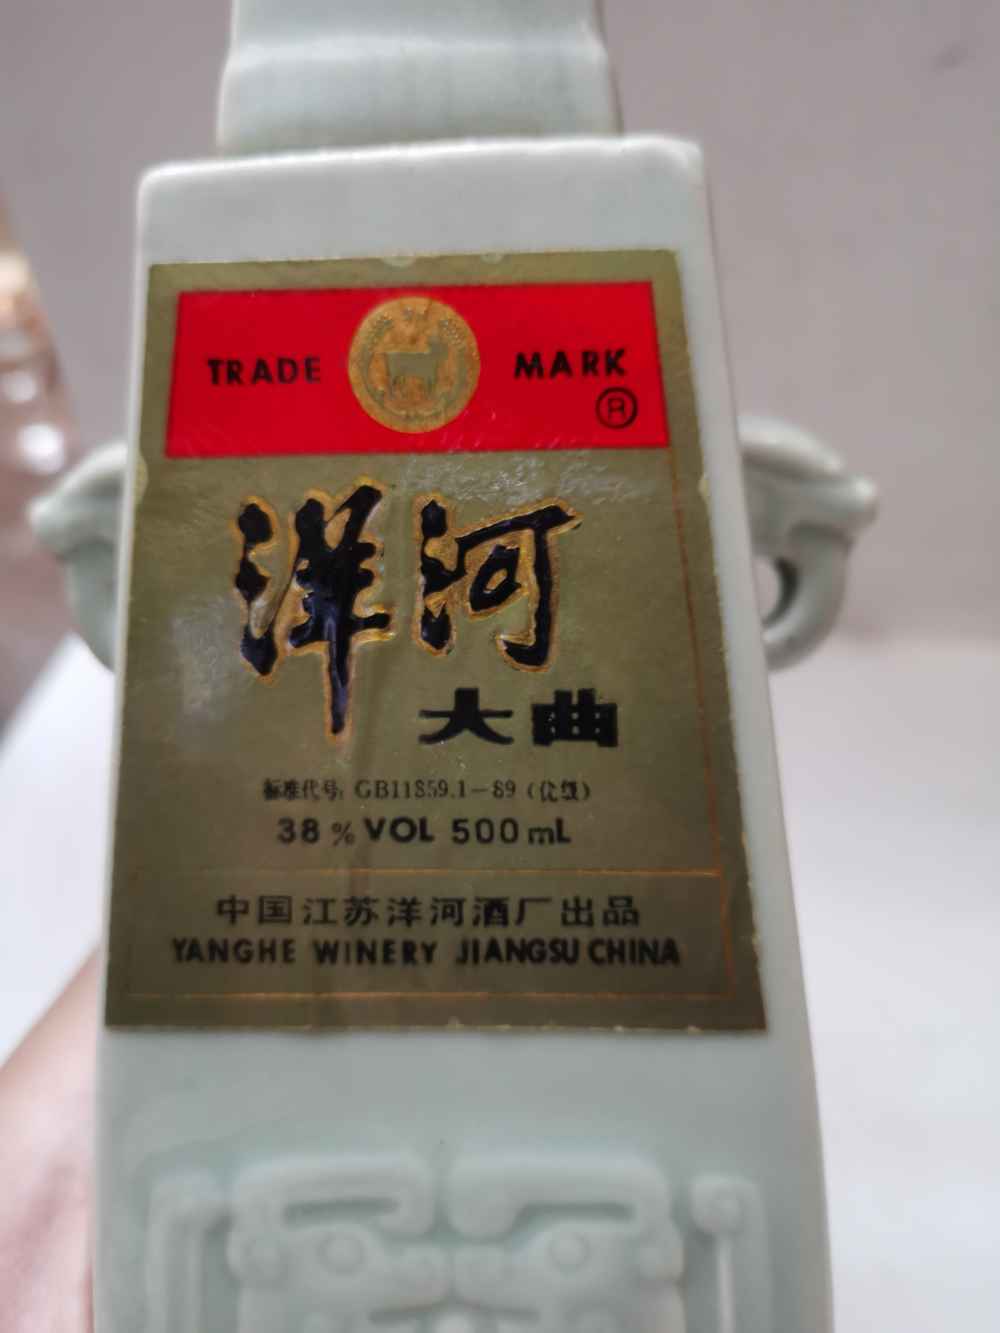 TRADE MARK
®
洋河
大曲
标准代号: GB11859.1-89 (优级)
38% VOL 500mL
中国江苏洋河酒厂出品
YANGHE WINERY JIANGSU CHINA